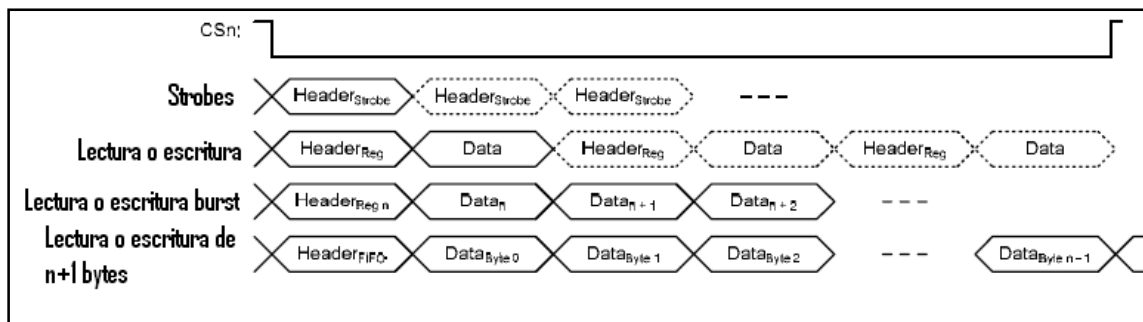 CSn:
Strobes HeaderStrobe HeaderStrobe HeaderStrobe
Lectura o escritura HeaderReg Data HeaderReg Data HeaderReg Data
Lectura o escritura burst HeaderReg n Datan Datan + 1 Datan + 2
Lectura o escritura de
n+1 bytes HeaderFIFO DataByte 0 DataByte 1 DataByte 2 DataByte n - 1